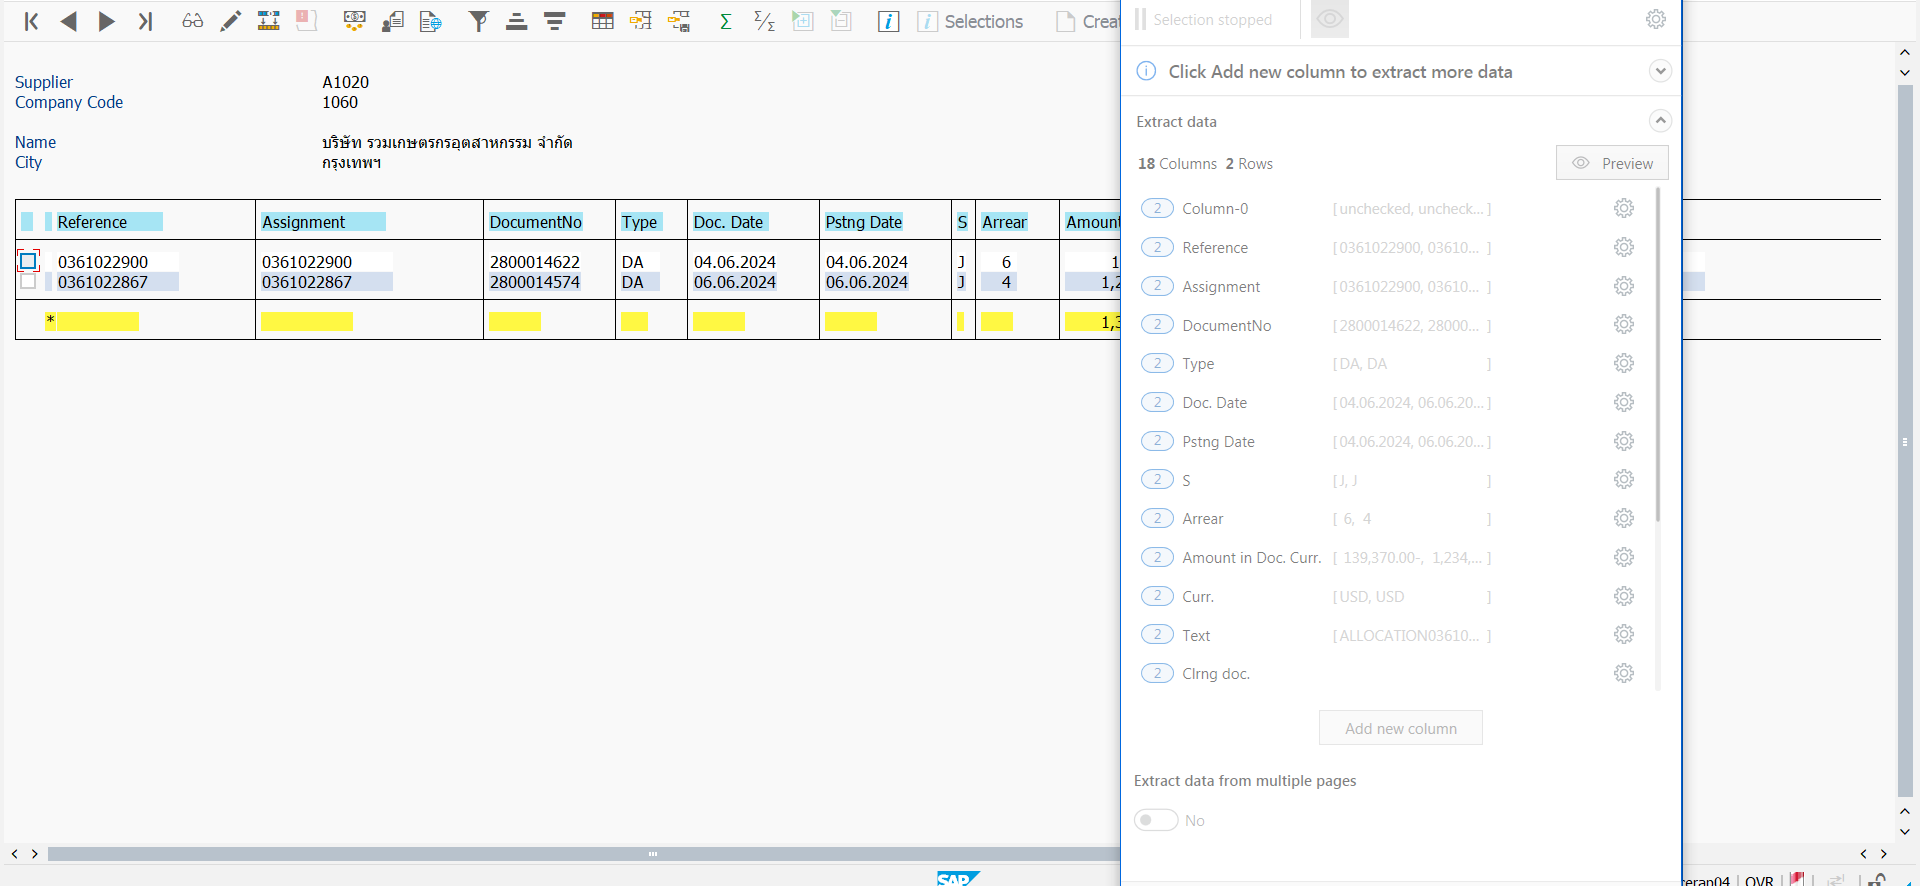 Selections
Crea
Supplier A1020
Company Code 1060
Name บริษัท รวมเกษตรกรอุตสาหกรรม จำกัด
City กรุงเทพฯ
Reference Assignment DocumentNo Type Doc. Date Pstng Date S Arrear Amount
0361022900 0361022900 2800014622 DA 04.06.2024 04.06.2024 J 6 1
0361022867 0361022867 2800014574 DA 06.06.2024 06.06.2024 J 4 1,2
* 1,3
Selection stopped
Click Add new column to extract more data
Extract data
18 Columns 2 Rows Preview
2 Column-0 [unchecked, uncheck... ]
2 Reference [0361022900, 03610... ]
2 Assignment [0361022900, 03610... ]
2 DocumentNo [2800014622, 28000... ]
2 Type [DA, DA ]
2 Doc. Date [04.06.2024, 06.06.20... ]
2 Pstng Date [04.06.2024, 06.06.20... ]
2 S [J, J ]
2 Arrear [ 6, 4 ]
2 Amount in Doc. Curr. [ 139,370.00-, 1,234,... ]
2 Curr. [USD, USD ]
2 Text [ALLOCATION03610... ]
2 Clrng doc.
Add new column
Extract data from multiple pages
No
SAP
cerap04 OVR